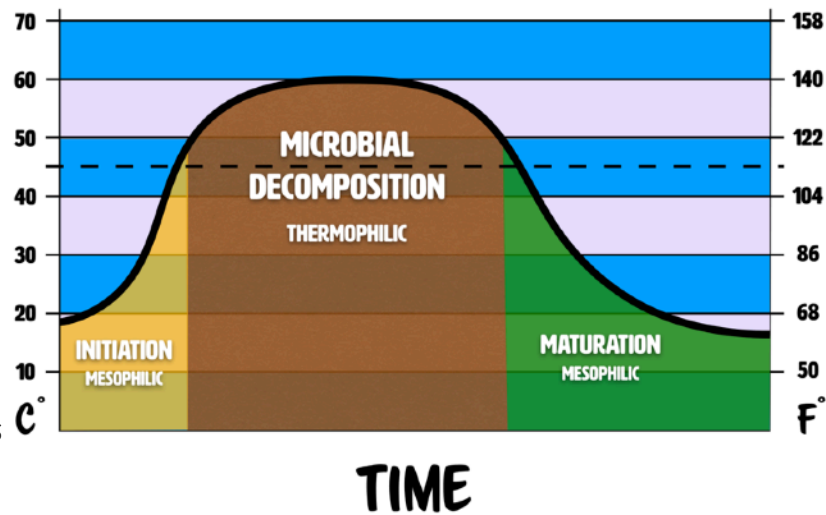 70 158
60 140
50 122
MICROBIAL
DECOMPOSITION
40 104
THERMOPHILIC
30 86
20 68
INITIATION MATURATION
MESOPHILIC MESOPHILIC
10 50
C° F°
TIME